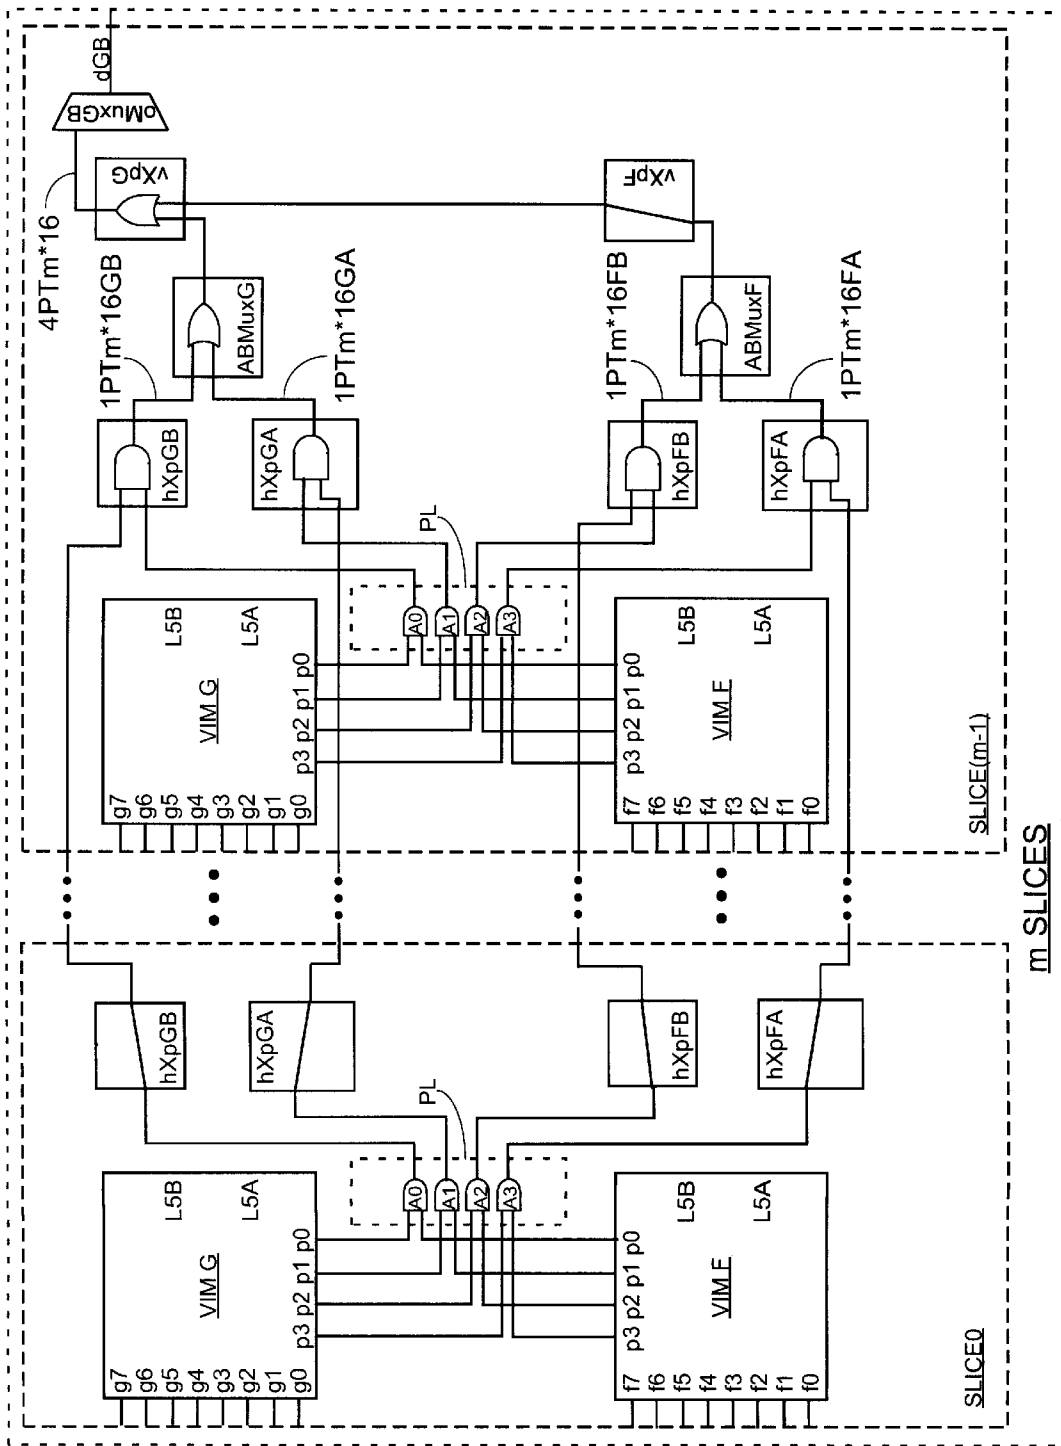 dGB
oMuxGB
4PTm*16
vXpG
vXpF
1PTm*16GB
ABMuxG
1PTm*16GA
1PTm*16FB
ABMuxF
1PTm*16FA
hXpGB
hXpGA
hXpFB
hXpFA
PL
A0
A1
A2
A3
L5B
L5A
VIM G
p3 p2 p1 p0
g7
g6
g5
g4
g3
g2
g1
g0
L5B
L5A
VIM F
p3 p2 p1 p0
f7
f6
f5
f4
f3
f2
f1
f0
SLICE(m-1)
m SLICES
hXpGB
hXpGA
hXpFB
hXpFA
PL
A0
A1
A2
A3
L5B
L5A
VIM G
p3 p2 p1 p0
g7
g6
g5
g4
g3
g2
g1
g0
L5B
L5A
VIM F
p3 p2 p1 p0
f7
f6
f5
f4
f3
f2
f1
f0
SLICE0